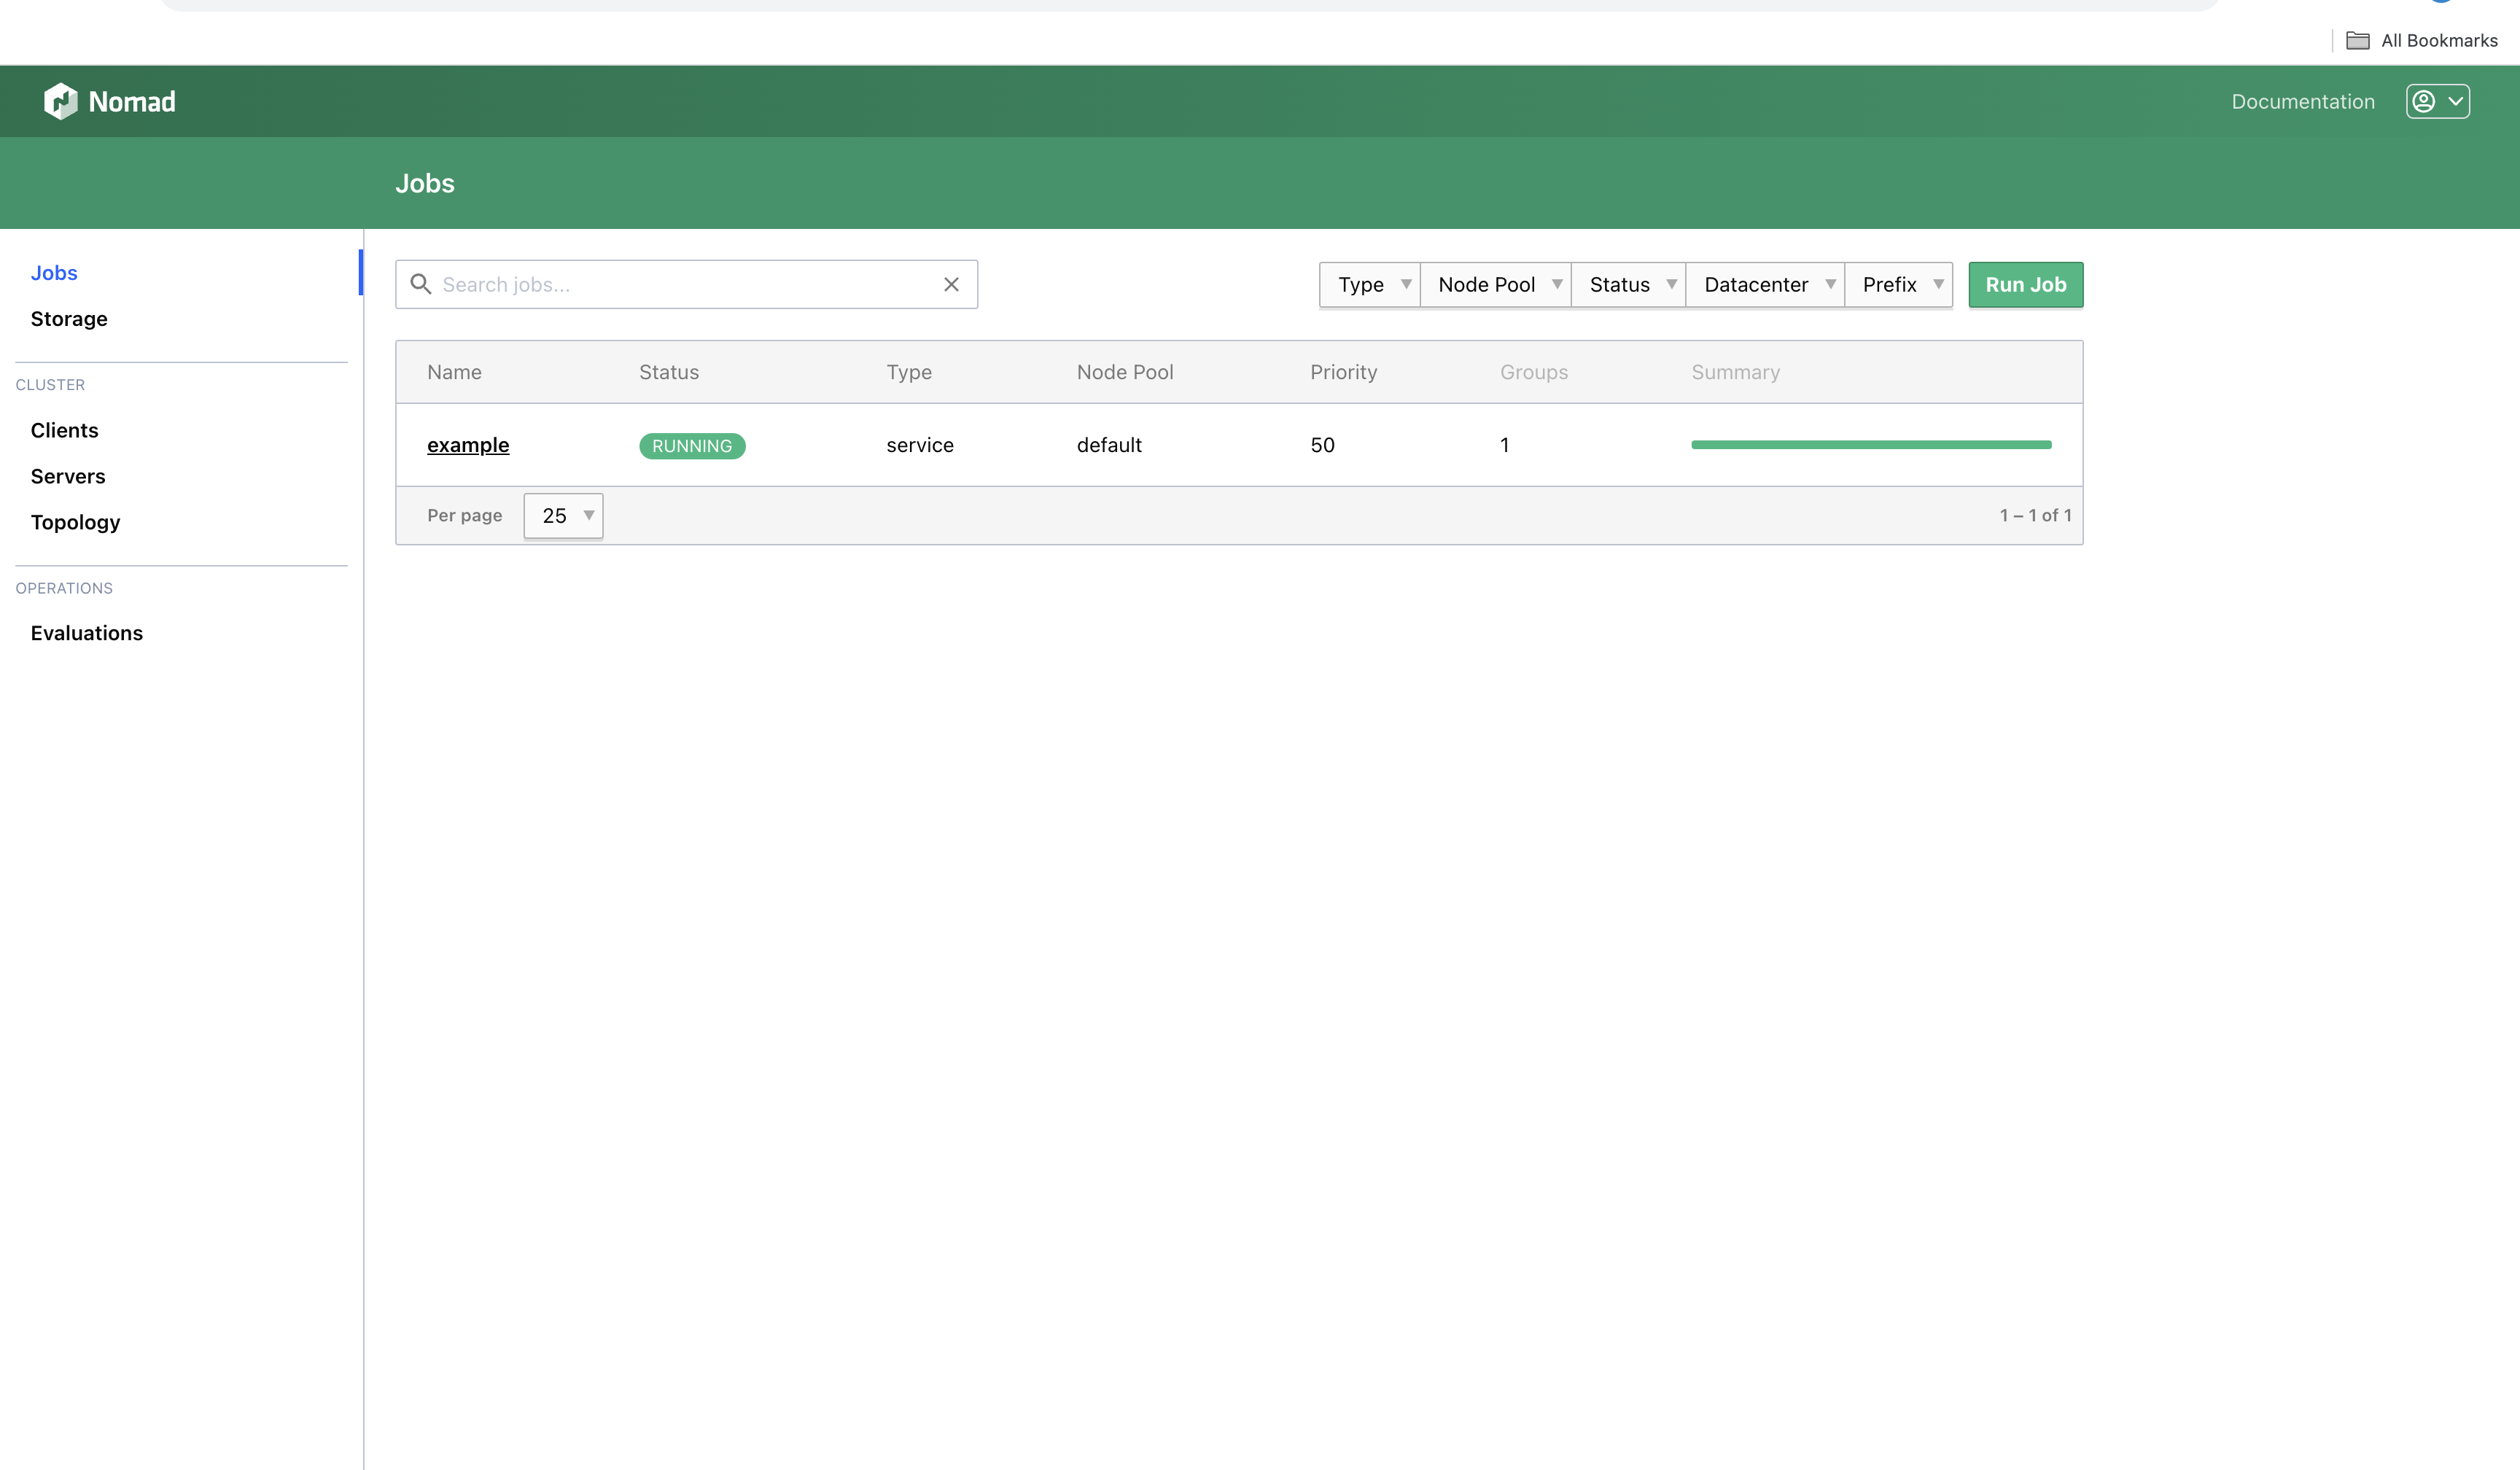 All Bookmarks
Nomad
Documentation
Jobs
Jobs
Storage
CLUSTER
Clients
Servers
Topology
OPERATIONS
Evaluations
Search jobs...
Type
Node Pool
Status
Datacenter
Prefix
Run Job
Name Status Type Node Pool Priority Groups Summary
example RUNNING service default 50 1
Per page 25 1 – 1 of 1